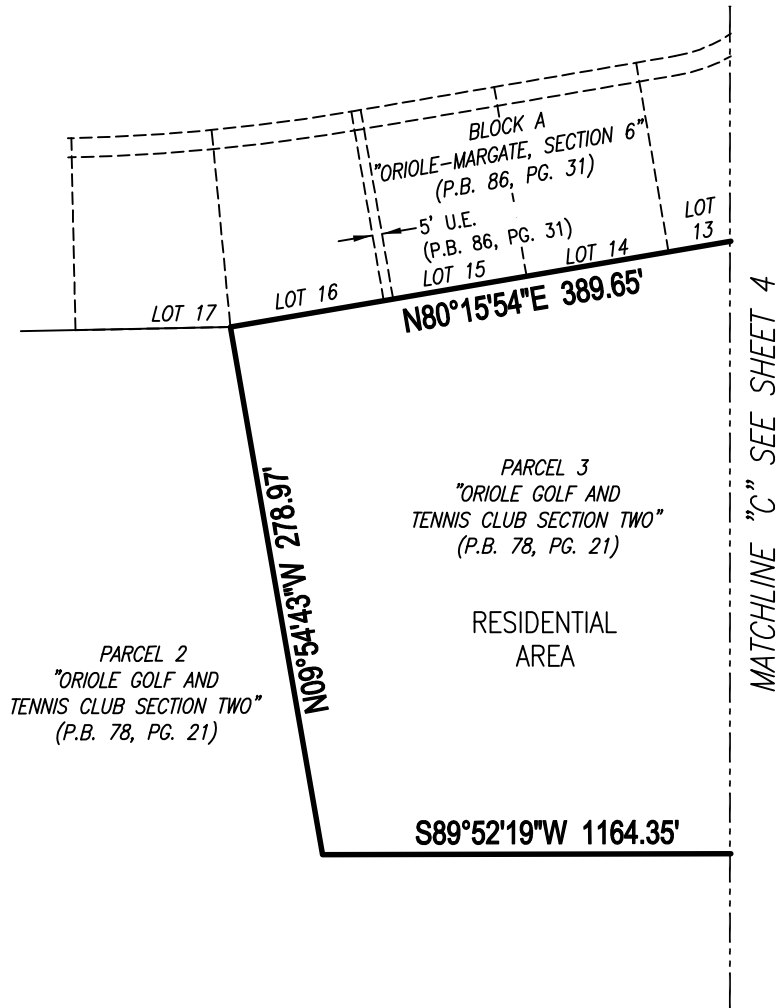 BLOCK A
"ORIOLE-MARGATE, SECTION 6"
(P.B. 86, PG. 31)
5' U.E.
(P.B. 86, PG. 31)
LOT
13
LOT 14
LOT 15
LOT 16
LOT 17
N80°15'54"E 389.65'
MATCHLINE "C" SEE SHEET 4
N09°54'43"W 278.97'
PARCEL 3
"ORIOLE GOLF AND
TENNIS CLUB SECTION TWO"
(P.B. 78, PG. 21)
RESIDENTIAL
AREA
PARCEL 2
"ORIOLE GOLF AND
TENNIS CLUB SECTION TWO"
(P.B. 78, PG. 21)
S89°52'19"W 1164.35'